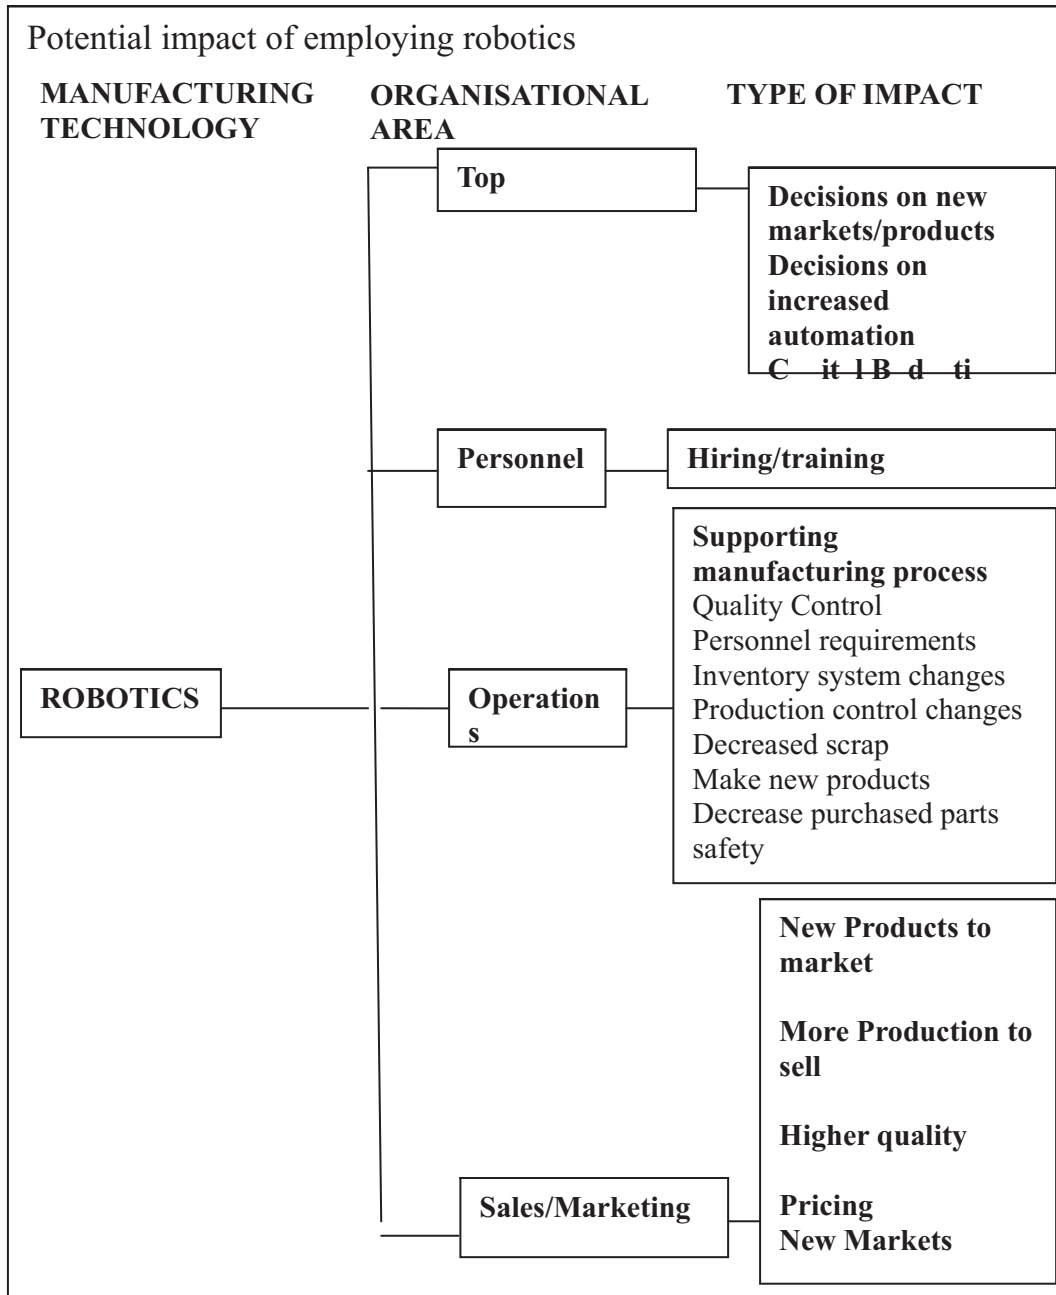 Potential impact of employing robotics
MANUFACTURING
TECHNOLOGY
ORGANISATIONAL
AREA
TYPE OF IMPACT
Top
Decisions on new
markets/products
Decisions on
increased
automation
Personnel
Hiring/training
Supporting
manufacturing process
Quality Control
Personnel requirements
Inventory system changes
Production control changes
Decreased scrap
Make new products
Decrease purchased parts
safety
ROBOTICS
Operation
s
New Products to
market
More Production to
sell
Higher quality
Pricing
New Markets
Sales/Marketing